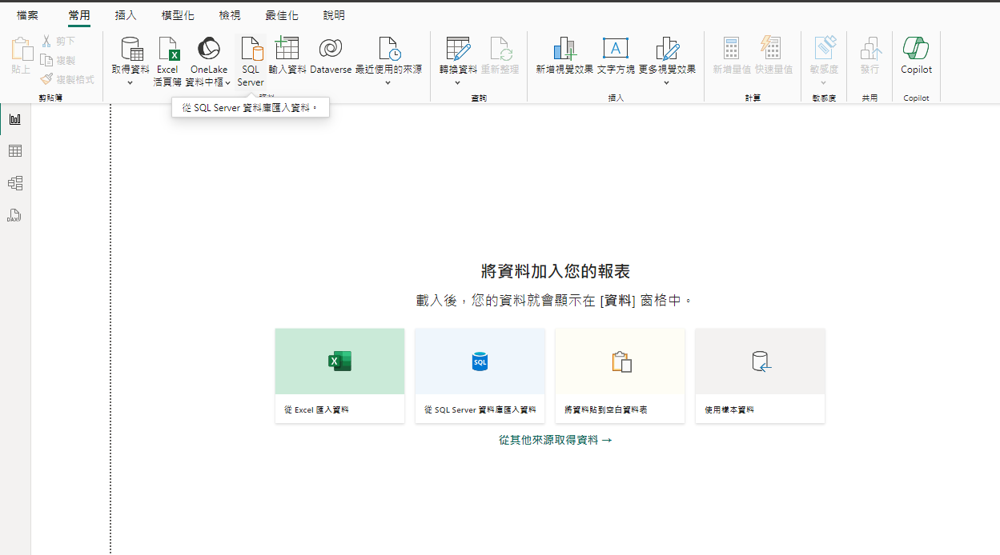 檔案 常用 插入 模型化 檢視 最佳化 說明
貼上
剪下
複製
複製格式
剪貼簿
取得資料
Excel
活頁簿
OneLake
資料中樞
SQL
Server
輸入資料
Dataverse
最近使用的來源
轉換資料
重新整理
查詢
新增視覺效果
文字方塊
更多視覺效果
插入
新增量值
快速量值
計算
敏感度
敏感度
發行
共用
Copilot
Copilot
從 SQL Server 資料庫匯入資料。
DAX
將資料加入您的報表
載入後，您的資料就會顯示在 [資料] 窗格中。
X
SQL
從 Excel 匯入資料
從 SQL Server 資料庫匯入資料
將資料貼到空白資料表
使用樣本資料
從其他來源取得資料 →